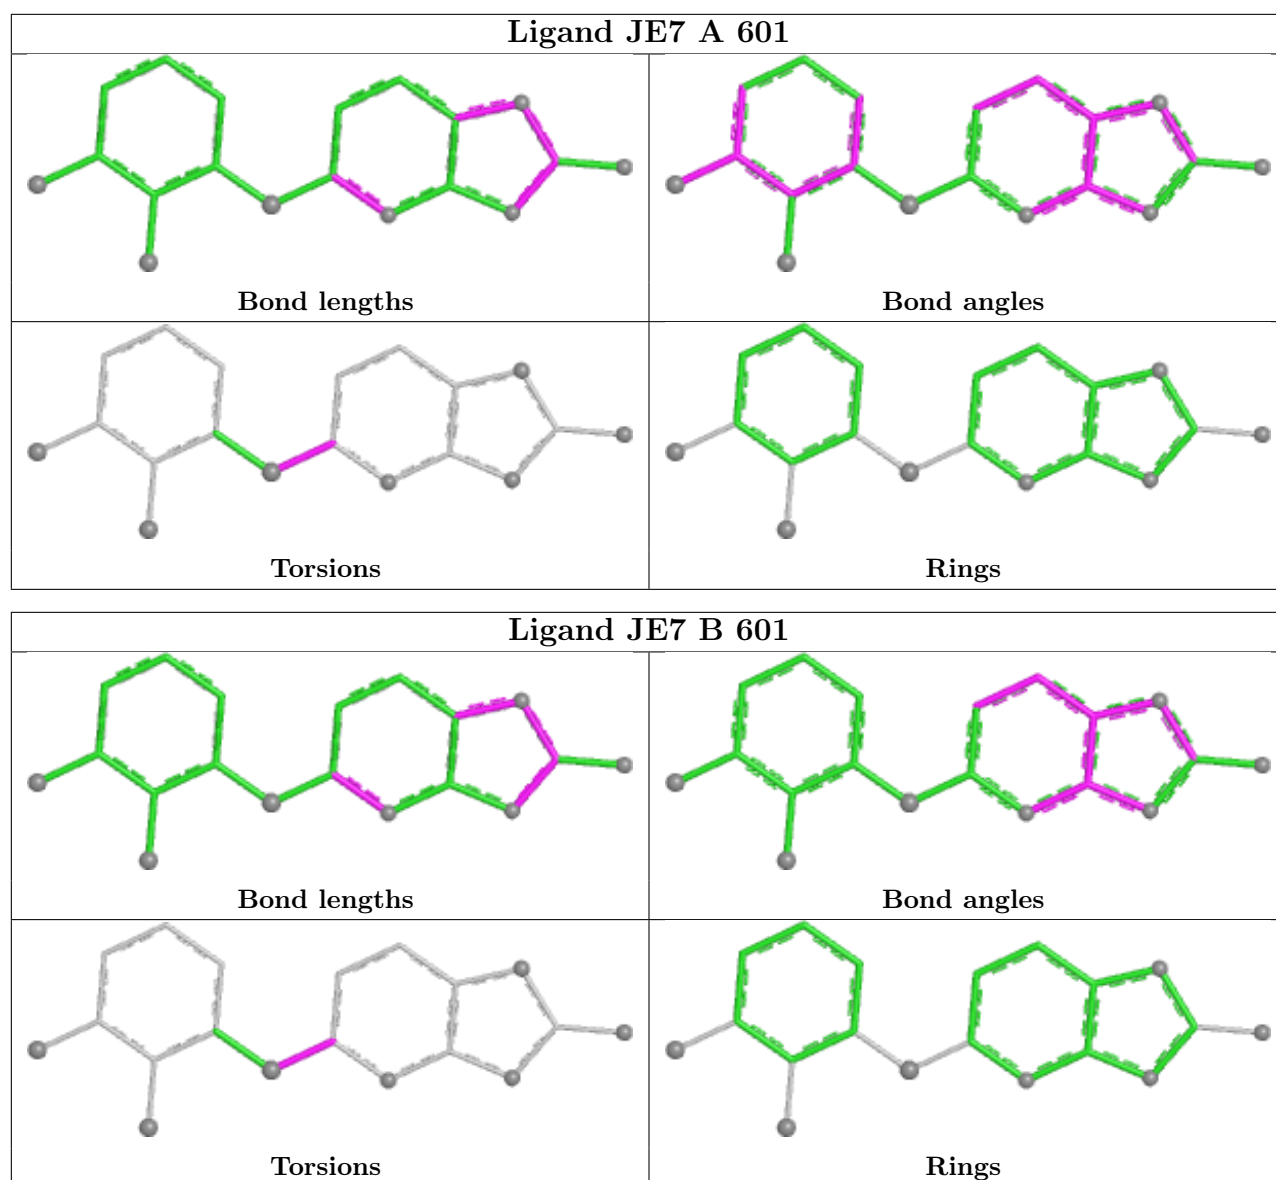 Ligand JE7 A 601
Bond lengths Bond angles
Torsions Rings
Ligand JE7 B 601
Bond lengths Bond angles
Torsions Rings